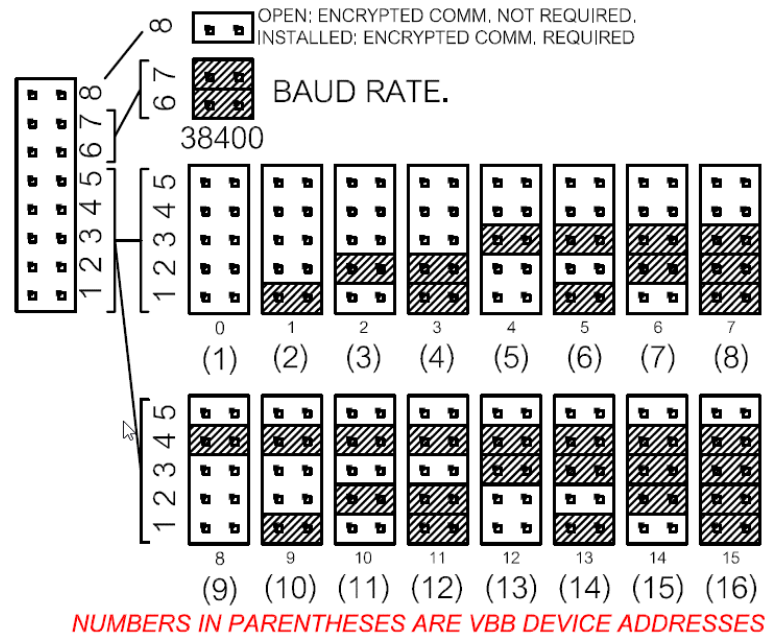 8
OPEN; ENCRYPTED COMM, NOT REQUIRED,
INSTALLED; ENCRYPTED COMM, REQUIRED
6 7
BAUD RATE.
38400
1 2 3 4 5 6 7 8
1 2 3 4 5
0 1 2 3 4 5 6 7
(1) (2) (3) (4) (5) (6) (7) (8)
1 2 3 4 5
8 9 10 11 12 13 14 15
(9) (10) (11) (12) (13) (14) (15) (16)
NUMBERS IN PARENTHESES ARE VBB DEVICE ADDRESSES